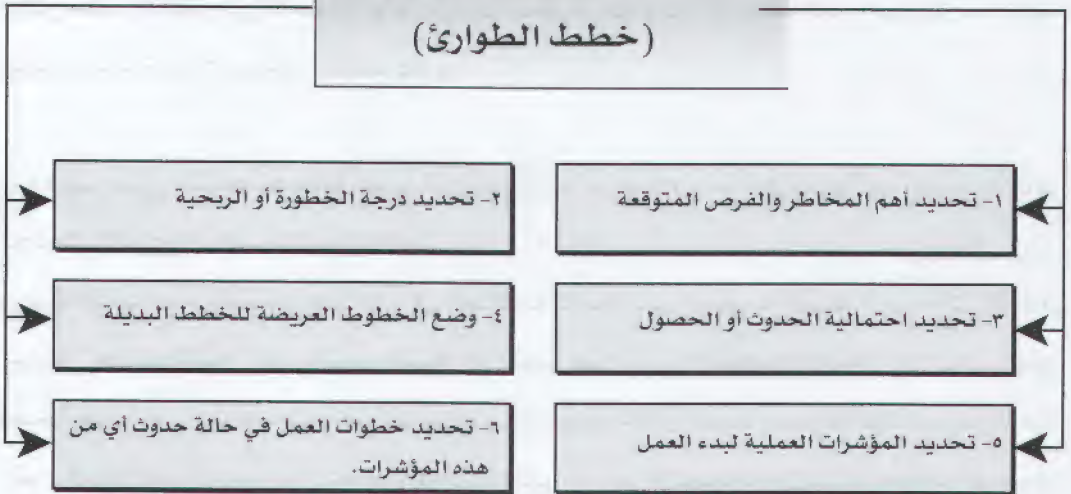 (خطط الطوارئ)
١- تحديد أهم المخاطر والفرص المتوقعة
٢- تحديد درجة الخطورة أو الربحية
٣- تحديد احتمالية الحدوث أو الحصول
٤- وضع الخطوط العريضة للخطط البديلة
٥- تحديد المؤشرات العملية لبدء العمل
٦- تحديد خطوات العمل في حالة حدوث أي من
هذه المؤشرات.